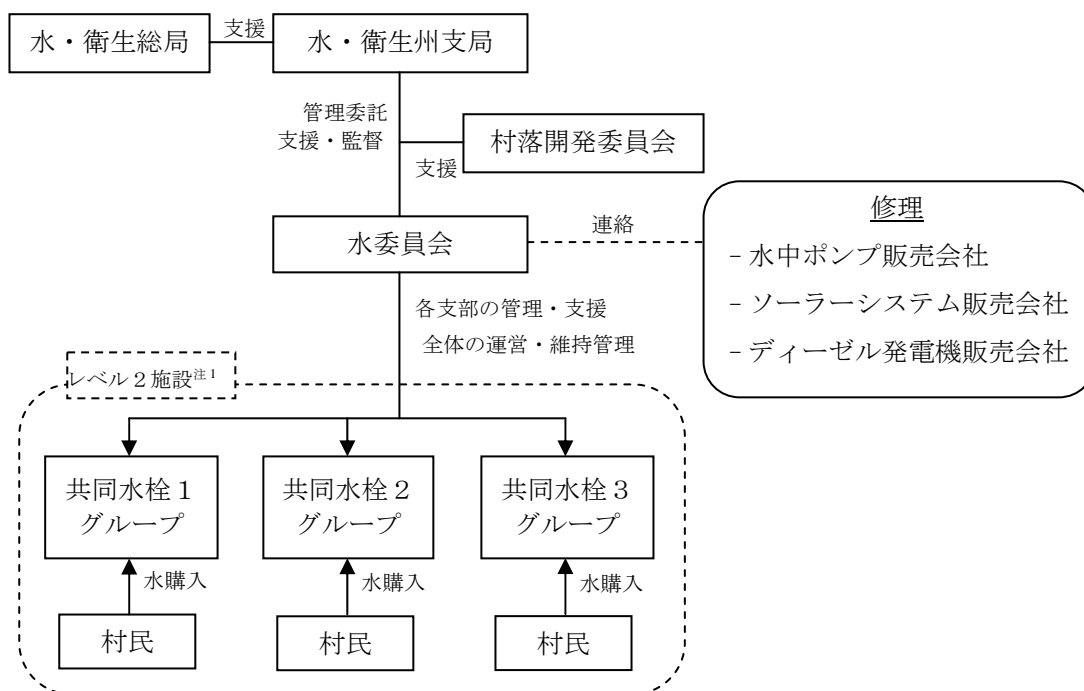 水・衛生総局
支援
水・衛生州支局
管理委託
支援・監督
村落開発委員会
支援
水委員会
連絡
修理
- 水中ポンプ販売会社
- ソーラーシステム販売会社
- ディーゼル発電機販売会社
各支部の管理・支援
全体の運営・維持管理
レベル２施設注１
共同水栓１
グループ
共同水栓２
グループ
共同水栓３
グループ
水購入
水購入
水購入
村民
村民
村民